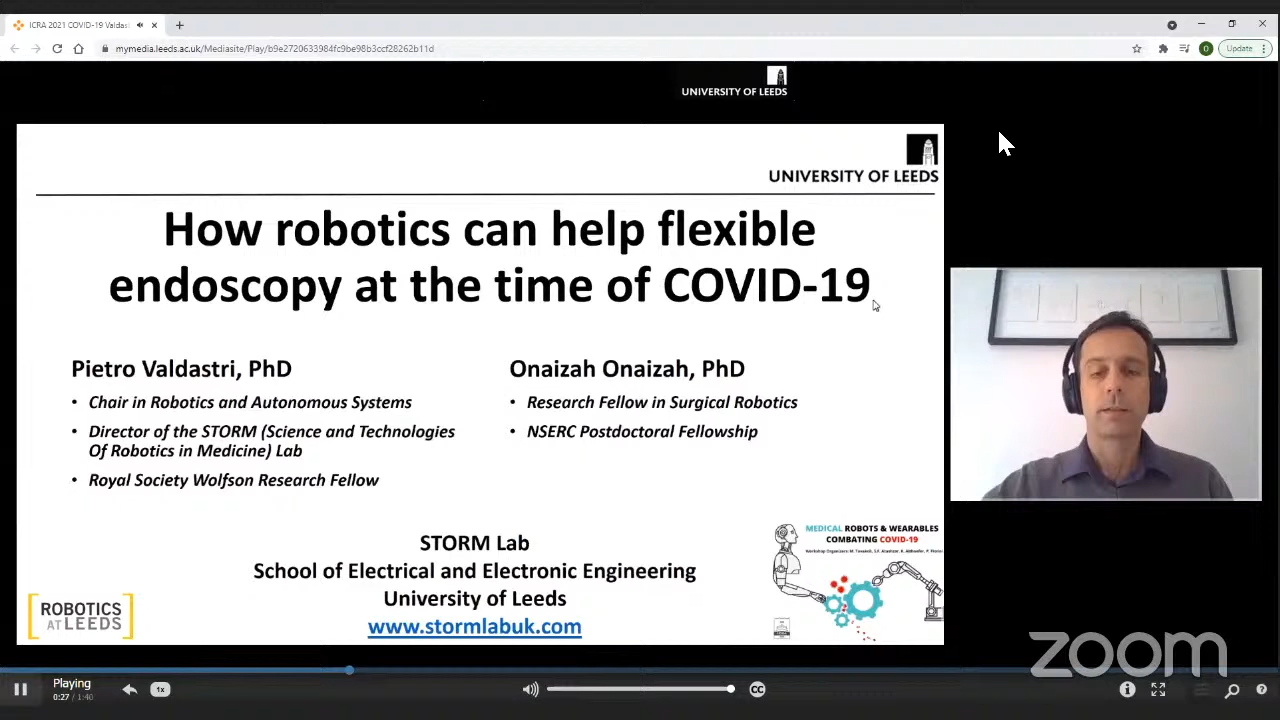 ICRA 2021 COVID-19 Valdast
mymedia.leeds.ac.uk/Mediasite/Play/b9e2720633984fc9be98b3ccf28262b11d
O
Update
UNIVERSITY OF LEEDS
UNIVERSITY OF LEEDS
How robotics can help flexible
endoscopy at the time of COVID-19
Pietro Valdastri, PhD
• Chair in Robotics and Autonomous Systems
• Director of the STORM (Science and Technologies
Of Robotics in Medicine) Lab
• Royal Society Wolfson Research Fellow
Onaizah Onaizah, PhD
• Research Fellow in Surgical Robotics
• NSERC Postdoctoral Fellowship
STORM Lab
School of Electrical and Electronic Engineering
University of Leeds
www.stormlabuk.com
ROBOTICS
AT LEEDS
MEDICAL ROBOTS & WEARABLES
COMBATING COVID-19
zoom
Playing
0:27 / 1:40
1x
CC